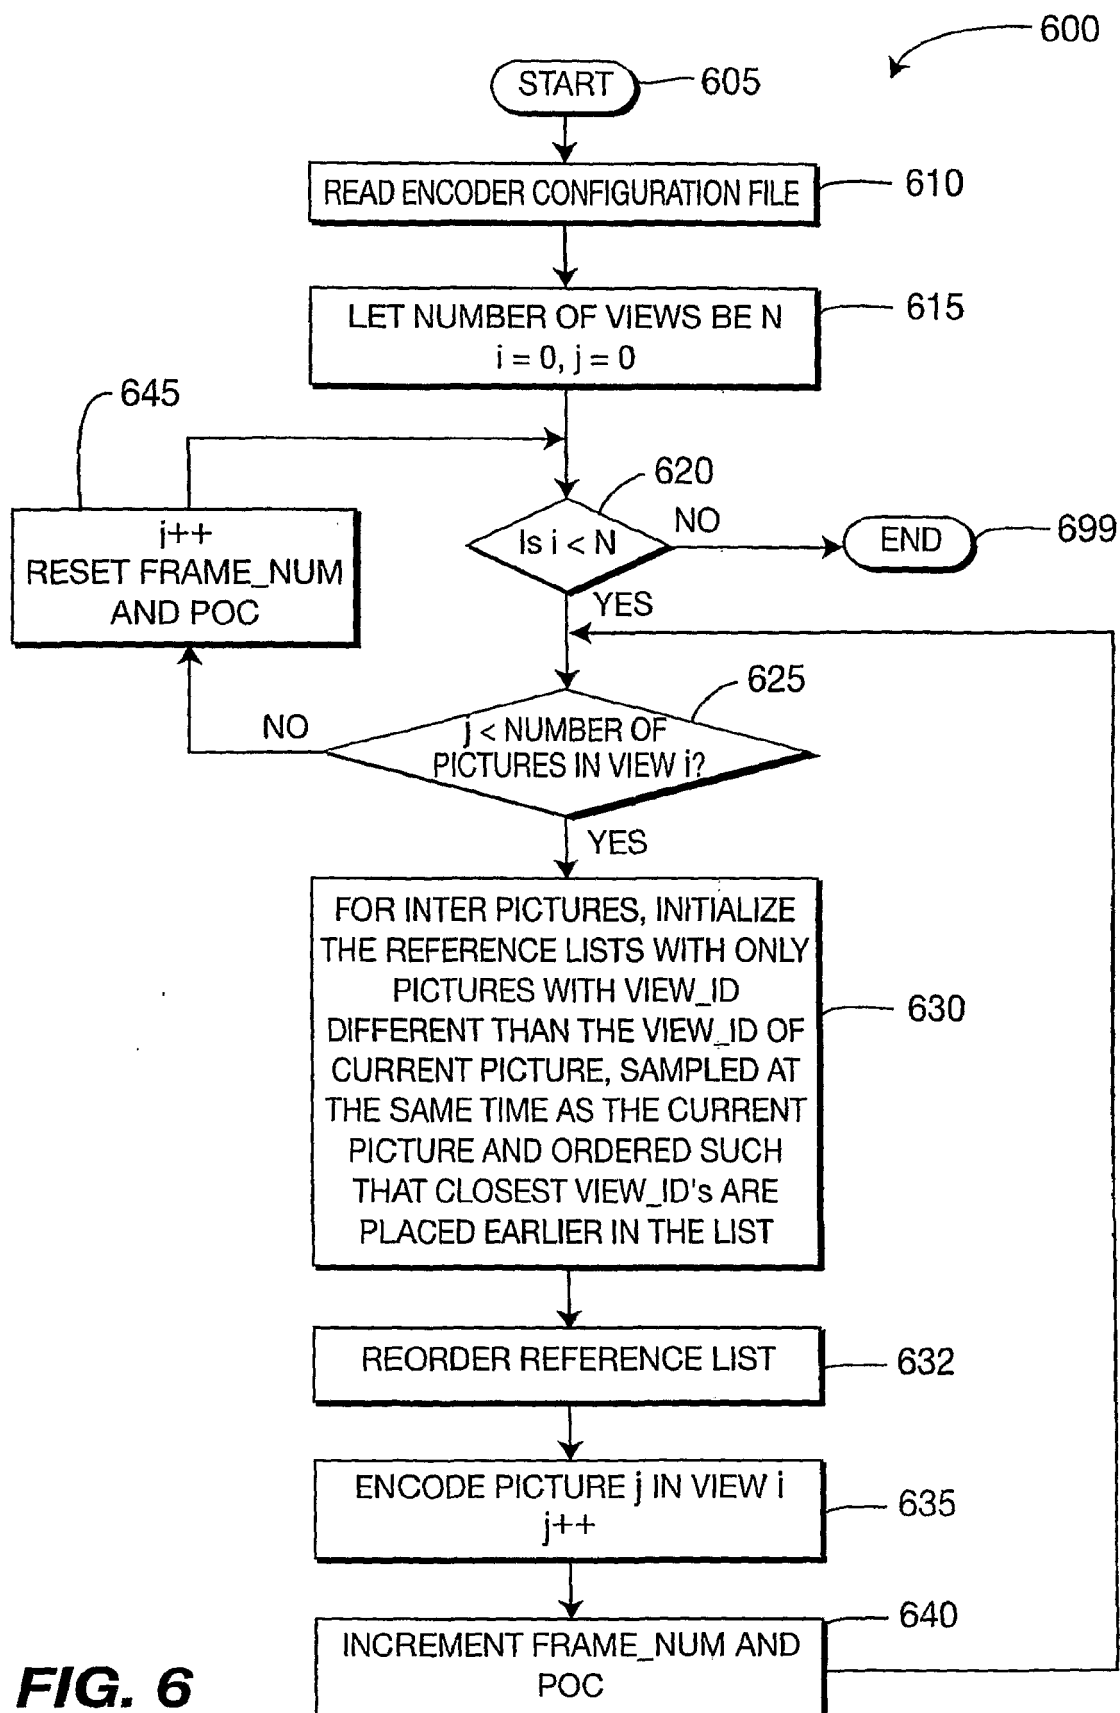 600
START
605
READ ENCODER CONFIGURATION FILE
610
LET NUMBER OF VIEWS BE N
i = 0, j = 0
615
645
i++
RESET FRAME_NUM
AND POC
620
Is i < N
NO
END
699
YES
625
j < NUMBER OF
PICTURES IN VIEW i?
NO
YES
FOR INTER PICTURES, INITIALIZE
THE REFERENCE LISTS WITH ONLY
PICTURES WITH VIEW_ID
DIFFERENT THAN THE VIEW_ID OF
CURRENT PICTURE, SAMPLED AT
THE SAME TIME AS THE CURRENT
PICTURE AND ORDERED SUCH
THAT CLOSEST VIEW_ID's ARE
PLACED EARLIER IN THE LIST
630
REORDER REFERENCE LIST
632
ENCODE PICTURE j IN VIEW i
j++
635
640
INCREMENT FRAME_NUM AND
POC
FIG. 6